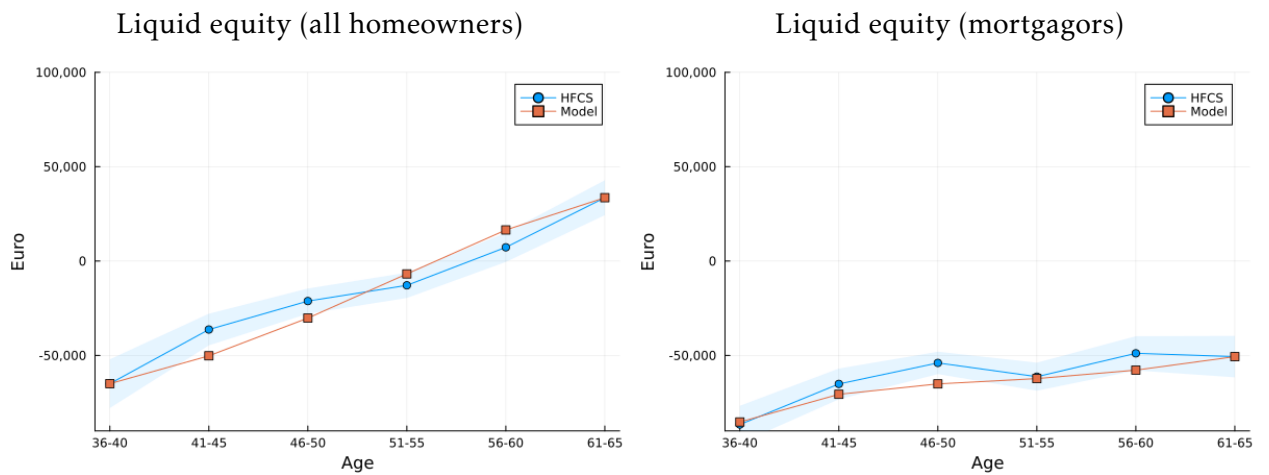 Liquid equity (all homeowners)
100,000
50,000
0
-50,000
Euro
HFCS
Model
36-40 41-45 46-50 51-55 56-60 61-65
Age
Liquid equity (mortgagors)
100,000
50,000
0
-50,000
Euro
HFCS
Model
36-40 41-45 46-50 51-55 56-60 61-65
Age